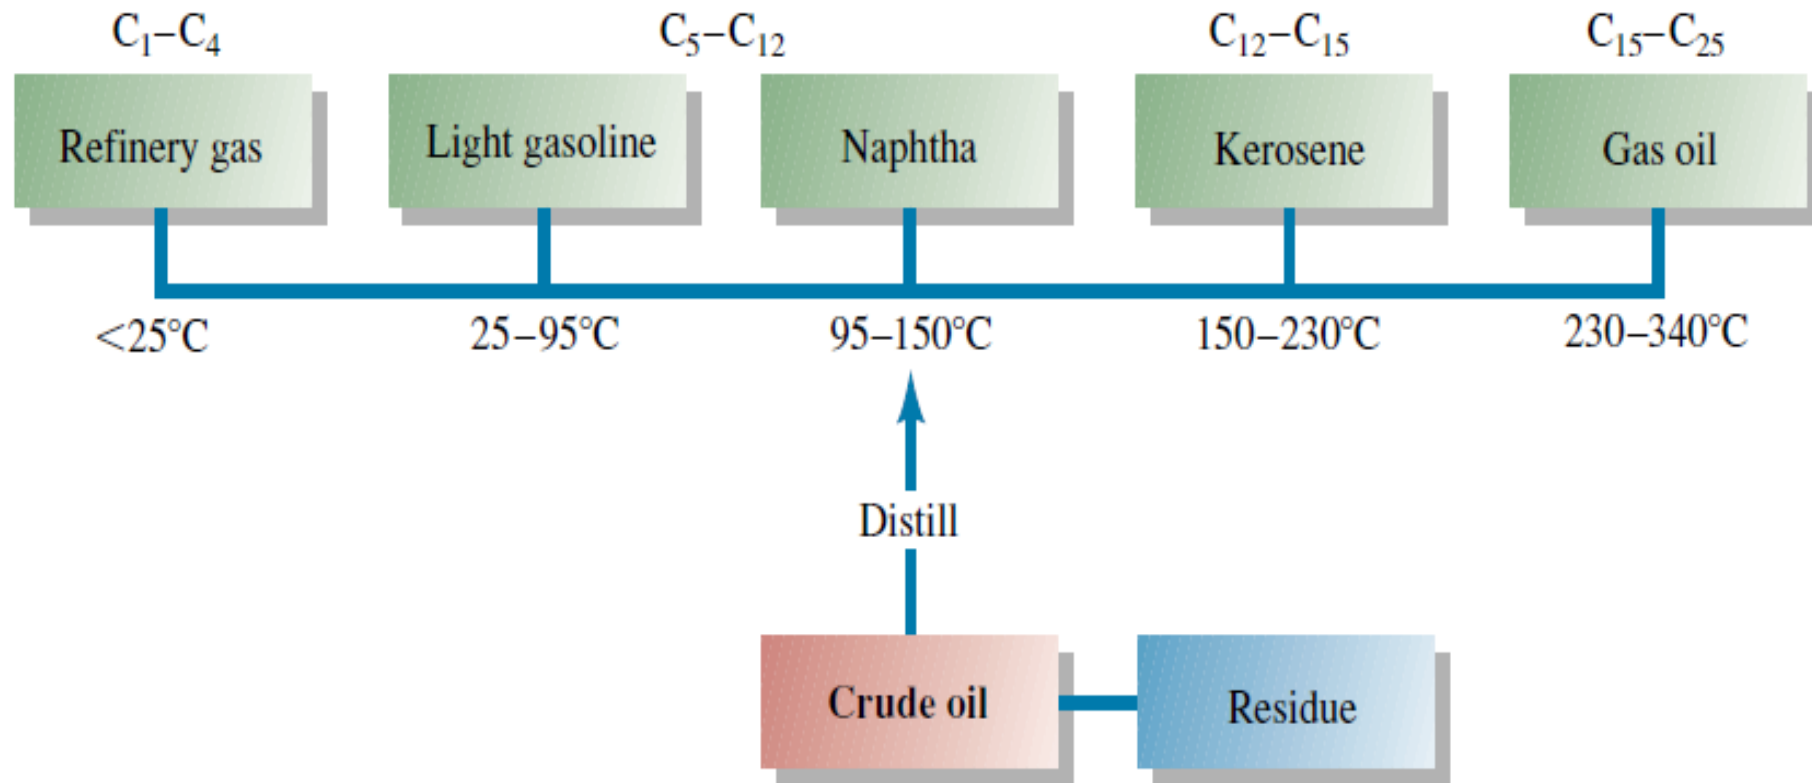 C₁–C₄
C₅–C₁₂
C₁₂–C₁₅
C₁₅–C₂₅
Refinery gas
Light gasoline
Naphtha
Kerosene
Gas oil
<25°C
25–95°C
95–150°C
150–230°C
230–340°C
Distill
Crude oil
Residue